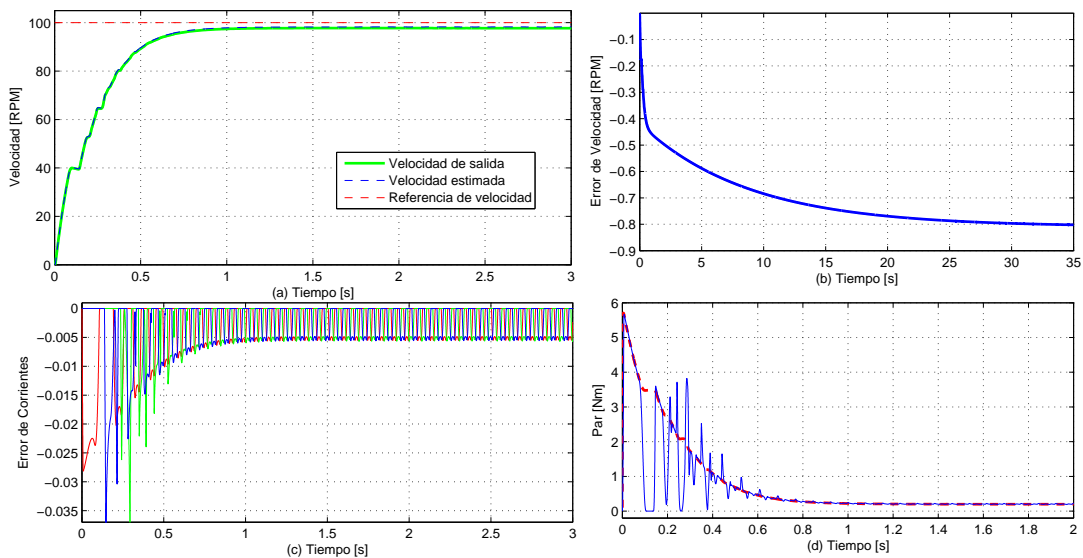 100
80
60
40
20
0
Velocidad [RPM]
Velocidad de salida
Velocidad estimada
Referencia de velocidad
0 0.5 1 1.5 2 2.5 3
(a) Tiempo [s]
−0.1
−0.2
−0.3
−0.4
−0.5
−0.6
−0.7
−0.8
−0.9
Error de Velocidad [RPM]
0 5 10 15 20 25 30 35
(b) Tiempo [s]
0
−0.005
−0.01
−0.015
−0.02
−0.025
−0.03
−0.035
Error de Corrientes
0 0.5 1 1.5 2 2.5 3
(c) Tiempo [s]
6
5
4
3
2
1
0
Par [Nm]
0 0.2 0.4 0.6 0.8 1 1.2 1.4 1.6 1.8 2
(d) Tiempo [s]